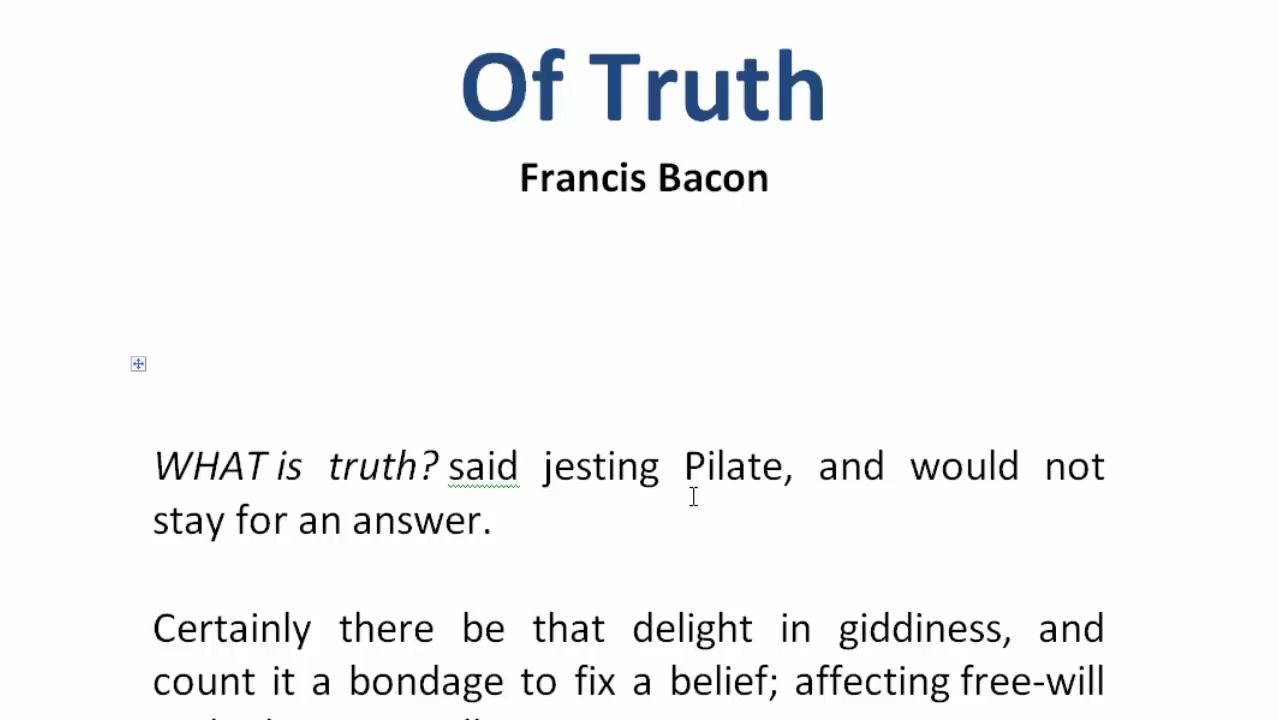 Of Truth
Francis Bacon
WHAT is truth? said jesting Pilate, and would not
stay for an answer.
Certainly there be that delight in giddiness, and
count it a bondage to fix a belief; affecting free-will